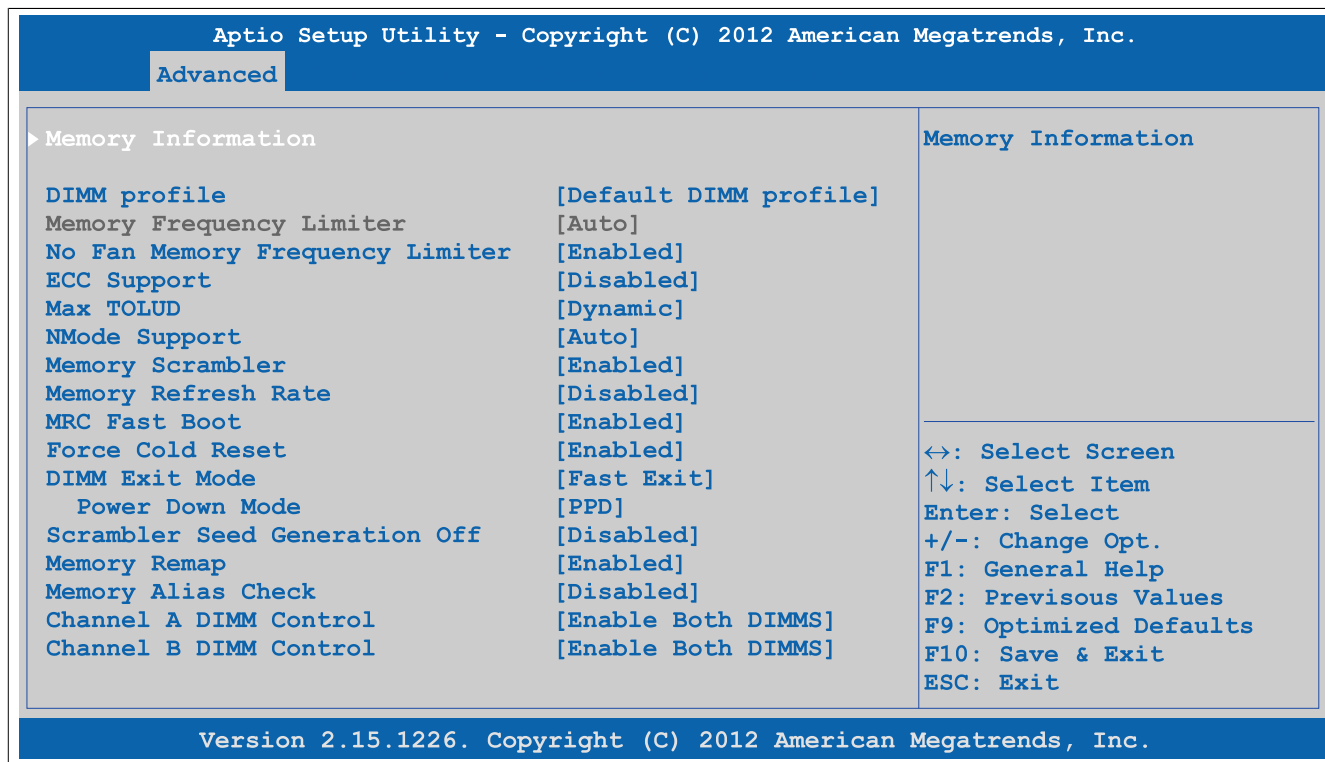 Aptio Setup Utility - Copyright (C) 2012 American Megatrends, Inc.
Advanced
Memory Information
DIMM profile [Default DIMM profile]
Memory Frequency Limiter [Auto]
No Fan Memory Frequency Limiter [Enabled]
ECC Support [Disabled]
Max TOLUD [Dynamic]
NMode Support [Auto]
Memory Scrambler [Enabled]
Memory Refresh Rate [Disabled]
MRC Fast Boot [Enabled]
Force Cold Reset [Enabled]
DIMM Exit Mode [Fast Exit]
Power Down Mode [PPD]
Scrambler Seed Generation Off [Disabled]
Memory Remap [Enabled]
Memory Alias Check [Disabled]
Channel A DIMM Control [Enable Both DIMMS]
Channel B DIMM Control [Enable Both DIMMS]
Memory Information
↔: Select Screen
↑↓: Select Item
Enter: Select
+/-: Change Opt.
F1: General Help
F2: Previsous Values
F9: Optimized Defaults
F10: Save & Exit
ESC: Exit
Version 2.15.1226. Copyright (C) 2012 American Megatrends, Inc.